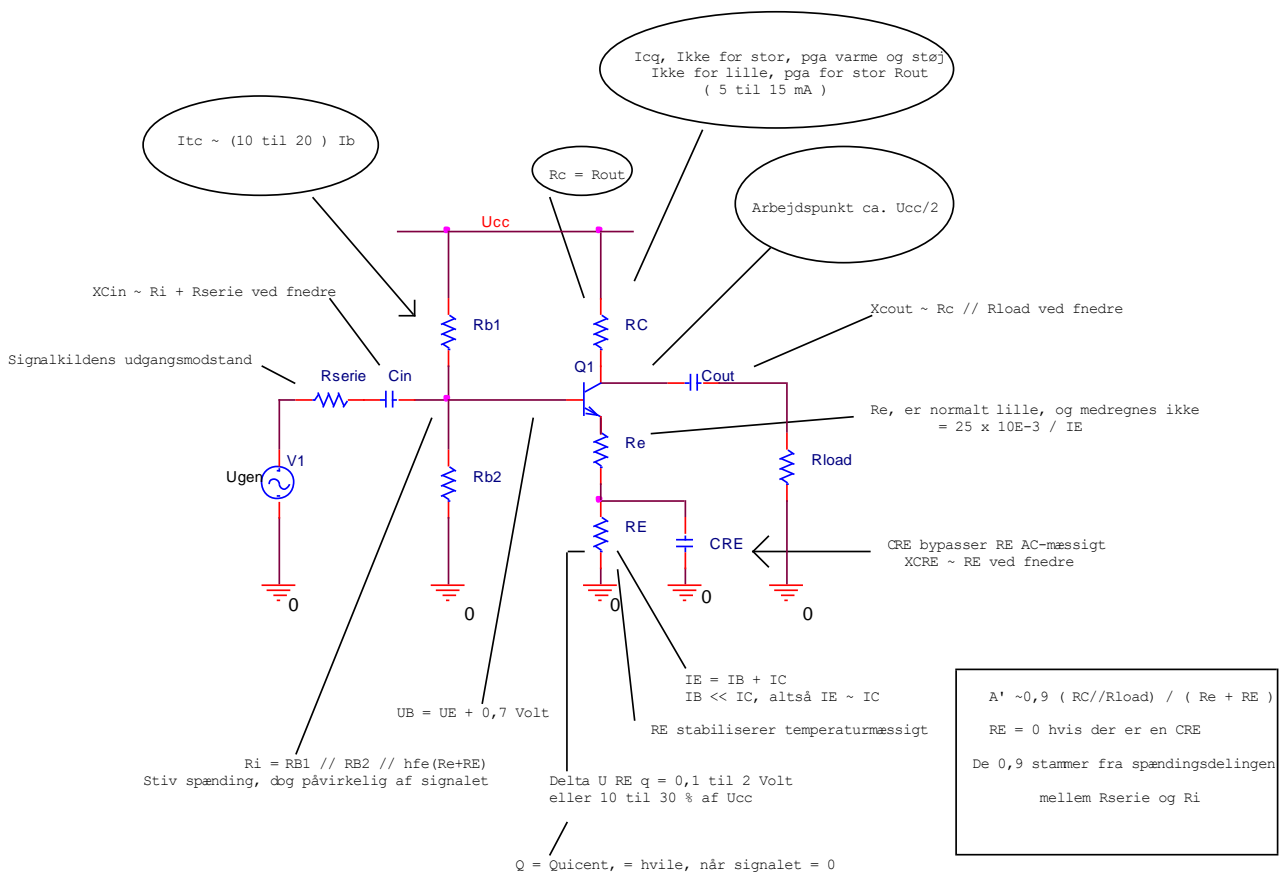 Icq, Ikke for stor, pga varme og støj
Ikke for lille, pga for stor Rout
( 5 til 15 mA )
Itc ~ (10 til 20 ) Ib
Rc = Rout
Arbejdspunkt ca. Ucc/2
Ucc
XCin ~ Ri + Rserie ved fnedre
Xcout ~ Rc // Rload ved fnedre
Rb1
RC
Signalkildens udgangsmodstand
Q1
Rserie
Cin
Cout
Re, er normalt lille, og medregnes ikke
= 25 x 10E-3 / IE
Re
V1
Rload
Ugen
Rb2
RE
CRE
CRE bypasser RE AC-mæssigt
XCRE ~ RE ved fnedre
0
0
0
0
0
IE = IB + IC
IB << IC, altså IE ~ IC
A' ~0,9 ( RC//Rload) / ( Re + RE )
UB = UE + 0,7 Volt
RE stabiliserer temperaturmæssigt
RE = 0 hvis der er en CRE
Ri = RB1 // RB2 // hfe(Re+RE)
Stiv spænding, dog påvirkelig af signalet
De 0,9 stammer fra spændingsdelingen
mellem Rserie og Ri
Delta U RE q = 0,1 til 2 Volt
eller 10 til 30 % af Ucc
Q = Quicent, = hvile, når signalet = 0